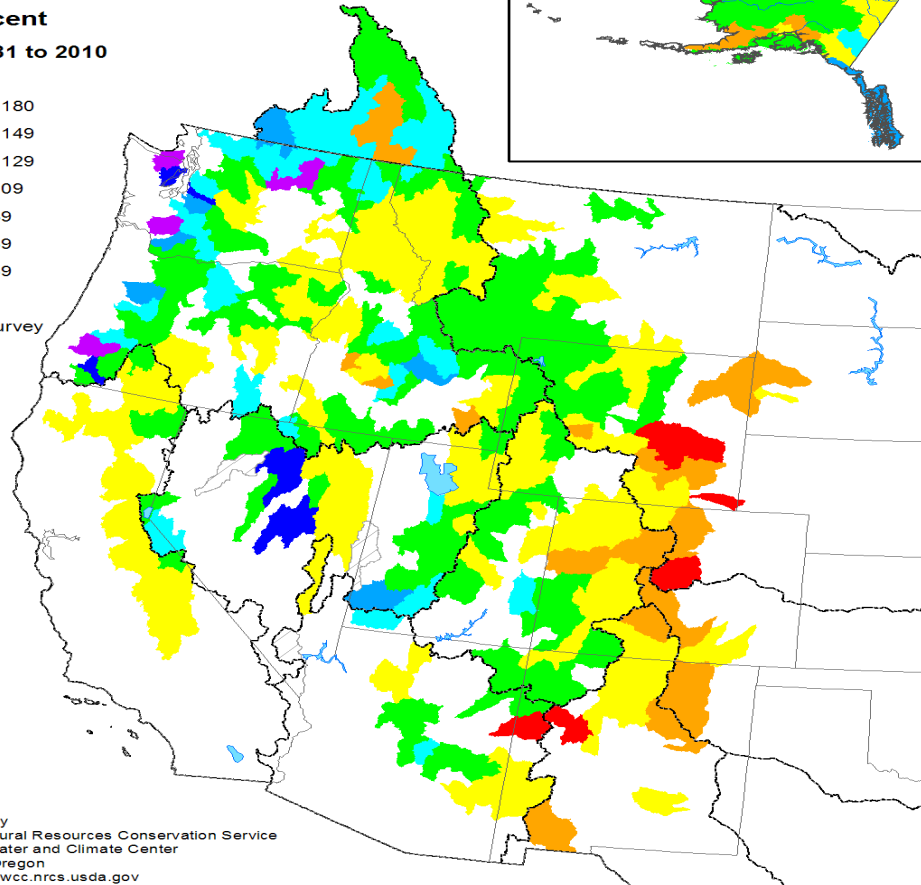 cent
31 to 2010
180
149
129
09
9
9
9
urvey
y
ural Resources Conservation Service
ater and Climate Center
regon
wcc.nrcs.usda.gov